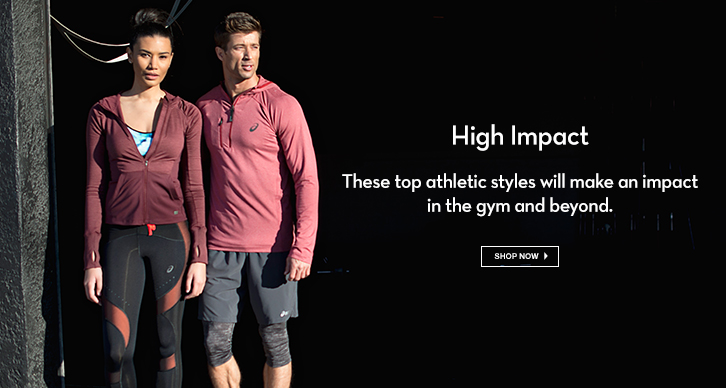 High Impact
These top athletic styles will make an impact
in the gym and beyond.
SHOP NOW